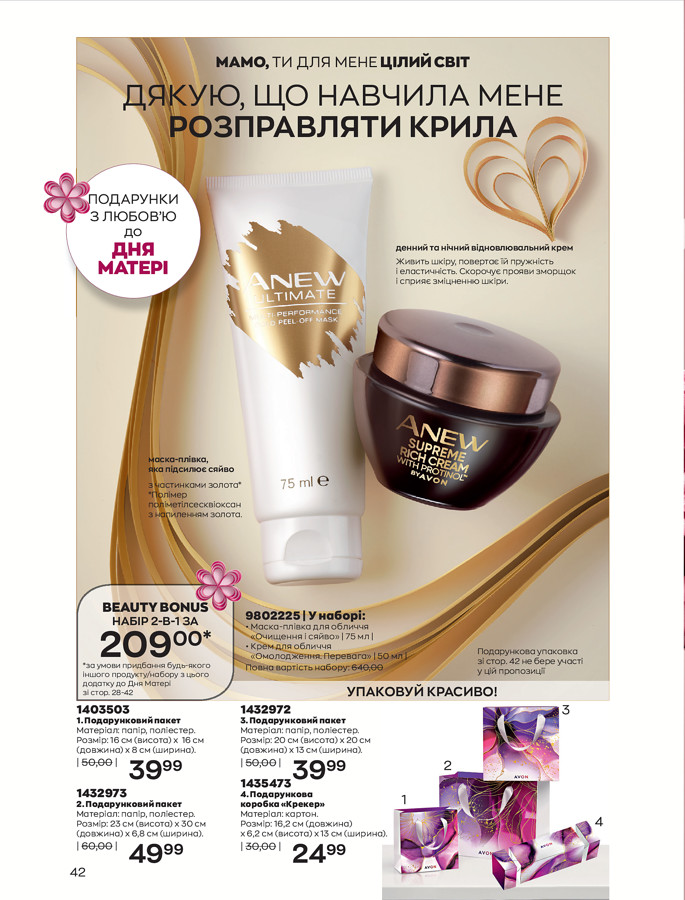 МАМО, ТИ ДЛЯ МЕНЕ ЦІЛИЙ СВІТ
ДЯКУЮ, ЩО НАВЧИЛА МЕНЕ
РОЗПРАВЛЯТИ КРИЛА
ПОДАРУНКИ
З ЛЮБОВ'Ю
до
ДНЯ
МАТЕРІ
денний та нічний відновлювальний крем
Живить шкіру, повертає їй пружність
і еластичність. Скорочує прояви зморщок
і сприяє зміцненню шкіри.
ANEW
ULTIMATE
MULTI-PERFORMANCE
PEEL OFF MASK
75 ml ℮
ANEW
SUPREME
RICH CREAM
WITH PROTINOL™
BY AVON
маска-плівка,
яка підсилює сяйво
з частинками золота*
*Полімер
поліметілсесквіоксан
з напиленням золота.
BEAUTY BONUS
НАБІР 2-В-1 ЗА
209⁰⁰*
*за умови придбання будь-якого
іншого продукту/набору з цього
додатку до Дня Матері
зі стор. 28-42
9802225 | У наборі:
• Маска-плівка для обличчя
«Очищення і сяйво» | 75 мл |
• Крем для обличчя
«Омолодження. Перевага» | 50 мл |
Повна вартість набору: 640,00
Подарункова упаковка
зі стор. 42 не бере участі
у цій пропозиції
УПАКОВУЙ КРАСИВО!
1403503
1. Подарунковий пакет
Матеріал: папір, поліестер.
Розмір: 16 см (висота) х 16 см
(довжина) х 8 см (ширина).
| 50,00 | 39⁹⁹
1432973
2. Подарунковий пакет
Матеріал: папір, поліестер.
Розмір: 23 см (висота) х 30 см
(довжина) х 6,8 см (ширина).
| 60,00 | 49⁹⁹
1432972
3. Подарунковий пакет
Матеріал: папір, поліестер.
Розмір: 20 см (висота) х 20 см
(довжина) х 13 см (ширина).
| 50,00 | 39⁹⁹
1435473
4. Подарункова
коробка «Крекер»
Матеріал: картон.
Розмір: 16,2 см (довжина)
х 6,2 см (висота) х 13 см (ширина).
| 30,00 | 24⁹⁹
3
2
1
4
AVON
AVON
AVON
42